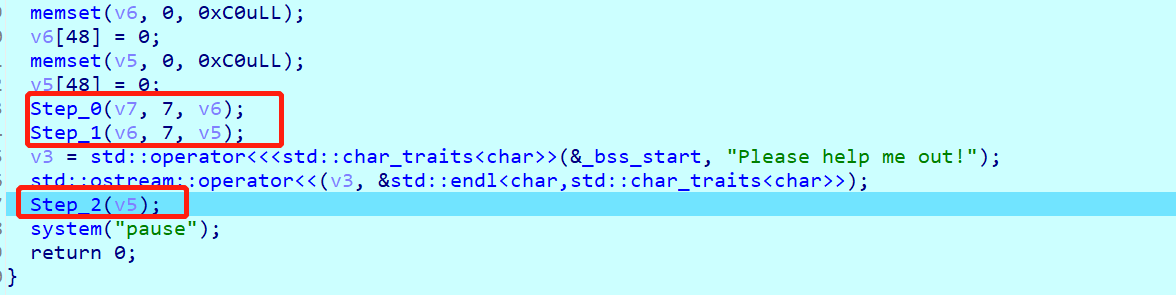 memset(v6, 0, 0xC0uLL);
v6[48] = 0;
memset(v5, 0, 0xC0uLL);
v5[48] = 0;
Step_0(v7, 7, v6);
Step_1(v6, 7, v5);
v3 = std::operator<<<std::char_traits<char>>(&_bss_start, "Please help me out!");
std::ostream::operator<<(v3, &std::endl<char,std::char_traits<char>>);
Step_2(v5);
system("pause");
return 0;
}